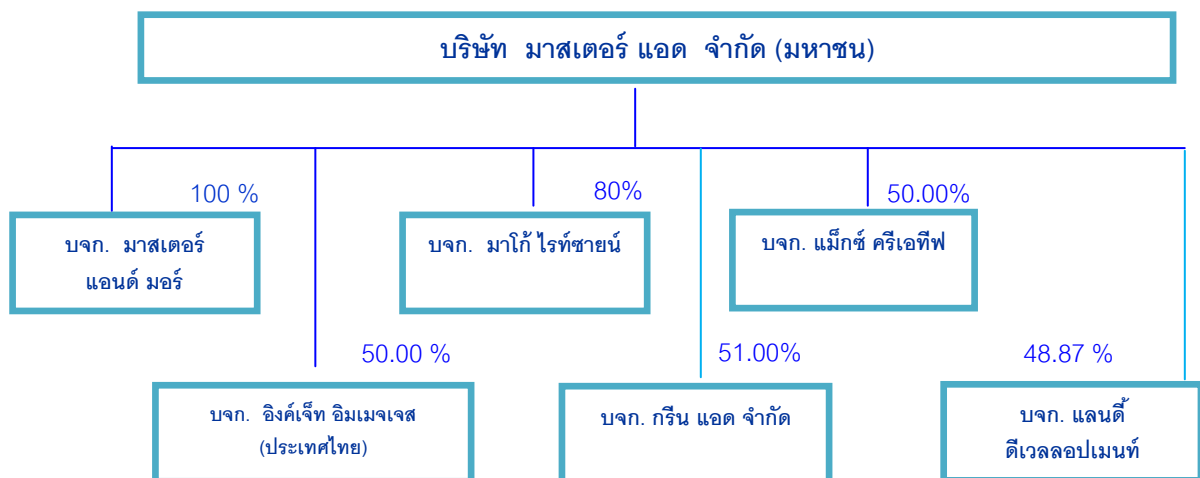 บริษัท มาสเตอร์ แอด จำกัด (มหาชน)
100 %
80%
50.00%
บจก. มาสเตอร์
แอนด์ มอร์
บจก. มาโก้ ไรท์ซายน์
บจก. แม็กซ์ ครีเอทีฟ
50.00 %
51.00%
48.87 %
บจก. อิงค์เจ็ท อิมเมจเจส
(ประเทศไทย)
บจก. กรีน แอด จำกัด
บจก. แลนดี้
ดีเวลลอปเมนท์